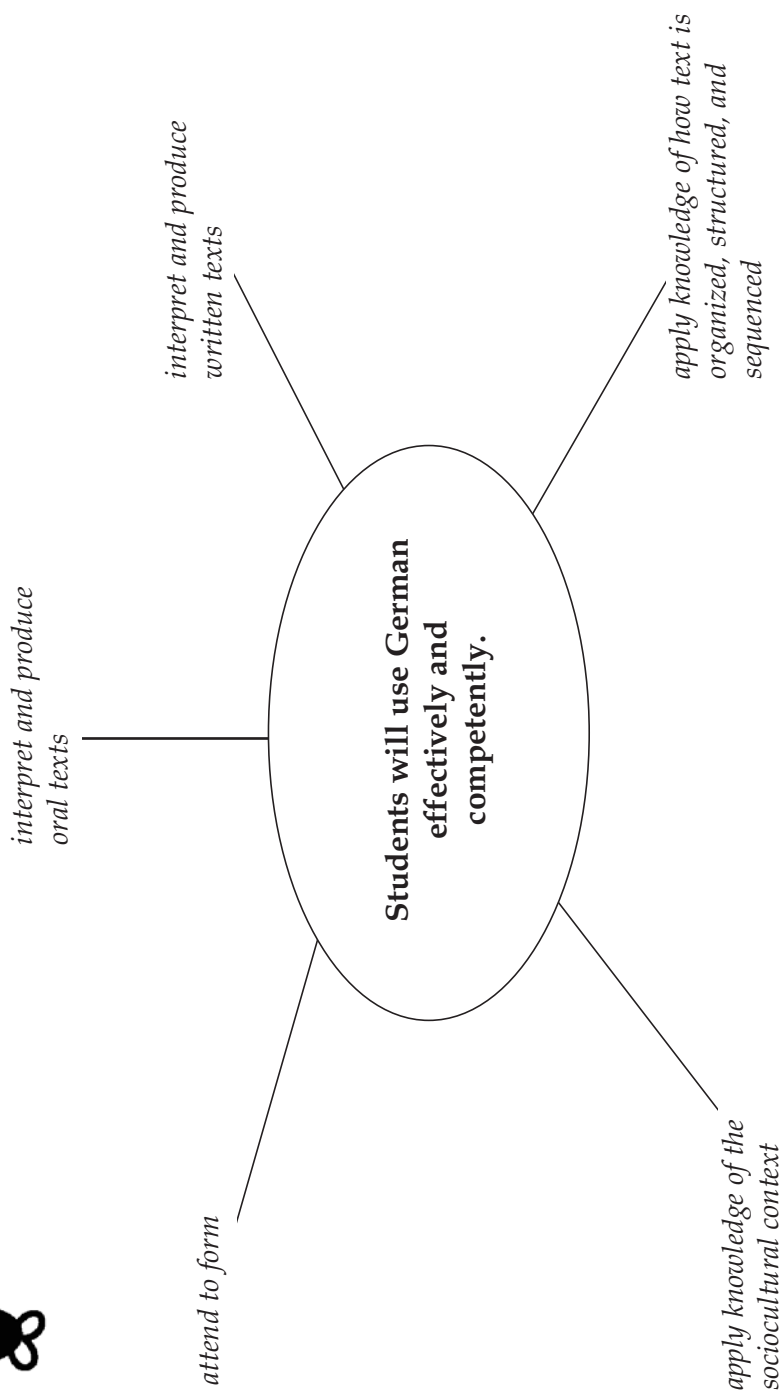 interpret and produce
oral texts
attend to form
interpret and produce
written texts
Students will use German
effectively and
competently.
apply knowledge of the
sociocultural context
apply knowledge of how text is
organized, structured, and
sequenced